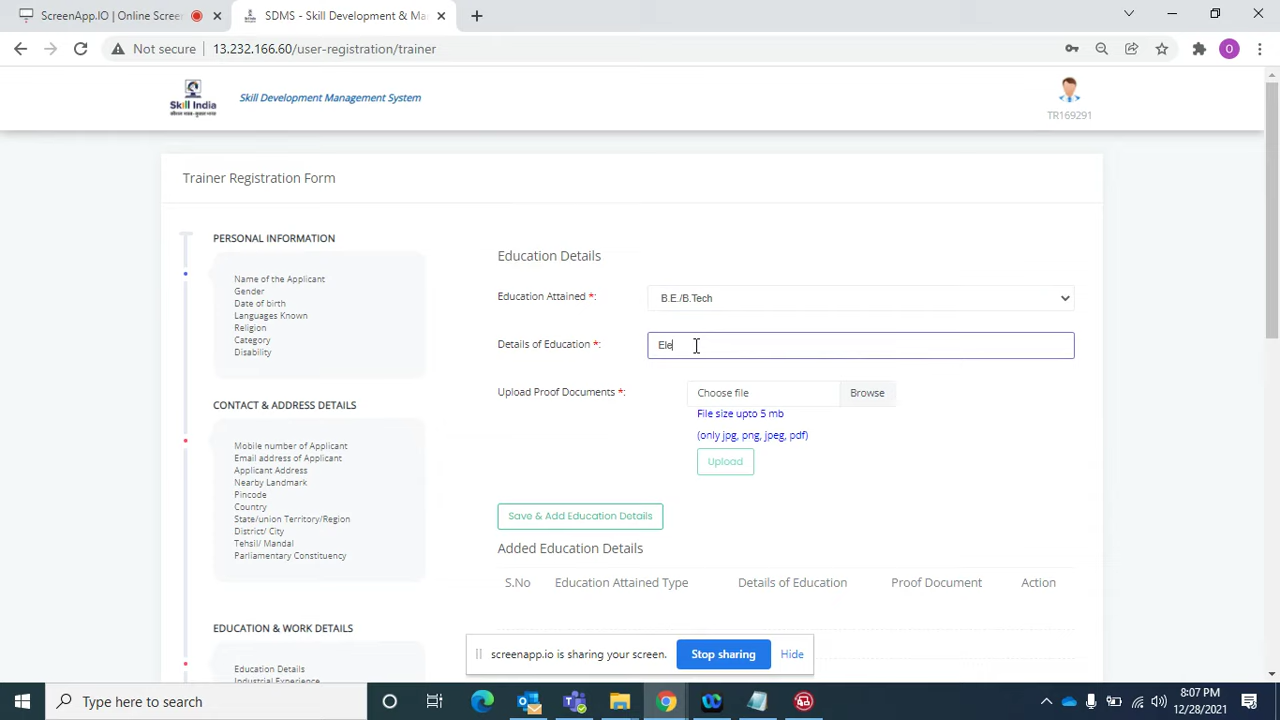 ScreenApp.IO | Online Screen
SDMS - Skill Development & Ma
Not secure
13.232.166.60/user-registration/trainer
O
Skill India
कौशल भारत-कुशल भारत
Skill Development Management System
TR169291
Trainer Registration Form
PERSONAL INFORMATION
Name of the Applicant
Gender
Date of birth
Languages Known
Religion
Category
Disability
CONTACT & ADDRESS DETAILS
Mobile number of Applicant
Email address of Applicant
Applicant Address
Nearby Landmark
Pincode
Country
State/union Territory/Region
District/ City
Tehsil/ Mandal
Parliamentary Constituency
EDUCATION & WORK DETAILS
Education Details
Industrial Experience
Education Details
Education Attained *:
B.E./B.Tech
Details of Education *:
Ele
Upload Proof Documents *:
Choose file
Browse
File size upto 5 mb
(only jpg, png, jpeg, pdf)
Upload
Save & Add Education Details
Added Education Details
S.No Education Attained Type Details of Education Proof Document Action
screenapp.io is sharing your screen.
Stop sharing
Hide
Type here to search
8:07 PM
12/28/2021